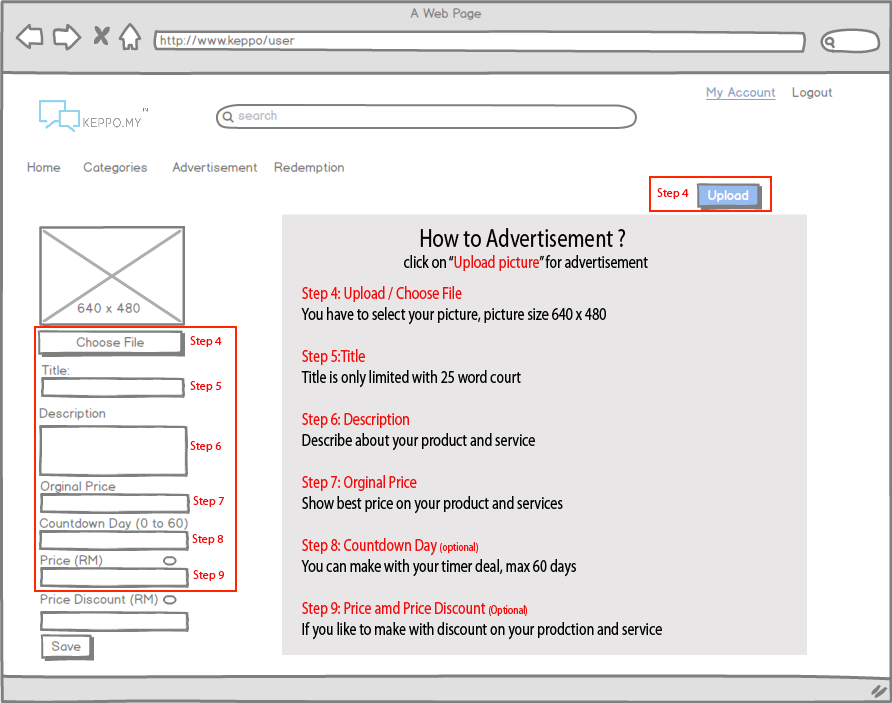 A Web Page
http://www.keppo/user
My Account Logout
KEPPO.MY
search
Home Categories Advertisement Redemption
Step 4 Upload
640 x 480
Choose File Step 4
Title:
Step 5
Description
Step 6
Orginal Price
Step 7
Countdown Day (0 to 60)
Step 8
Price (RM)
Step 9
Price Discount (RM)
Save
How to Advertisement ?
click on “Upload picture” for advertisement
Step 4: Upload / Choose File
You have to select your picture, picture size 640 x 480
Step 5:Title
Title is only limited with 25 word court
Step 6: Description
Describe about your product and service
Step 7: Orginal Price
Show best price on your product and services
Step 8: Countdown Day (optional)
You can make with your timer deal, max 60 days
Step 9: Price amd Price Discount (Optional)
If you like to make with discount on your prodction and service